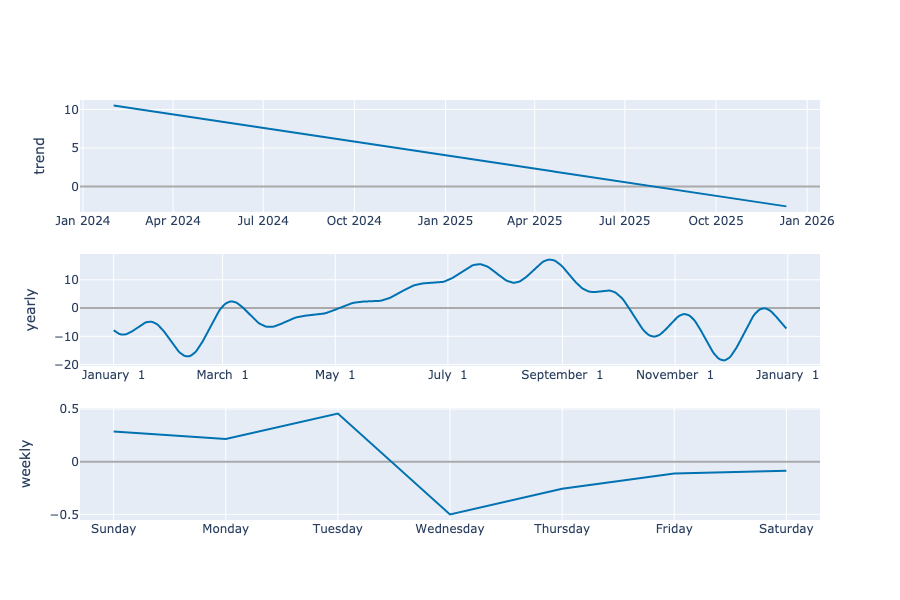 trend
10
5
0
Jan 2024 Apr 2024 Jul 2024 Oct 2024 Jan 2025 Apr 2025 Jul 2025 Oct 2025 Jan 2026
yearly
10
0
−10
−20
January 1 March 1 May 1 July 1 September 1 November 1 January 1
weekly
0.5
0
−0.5
Sunday Monday Tuesday Wednesday Thursday Friday Saturday